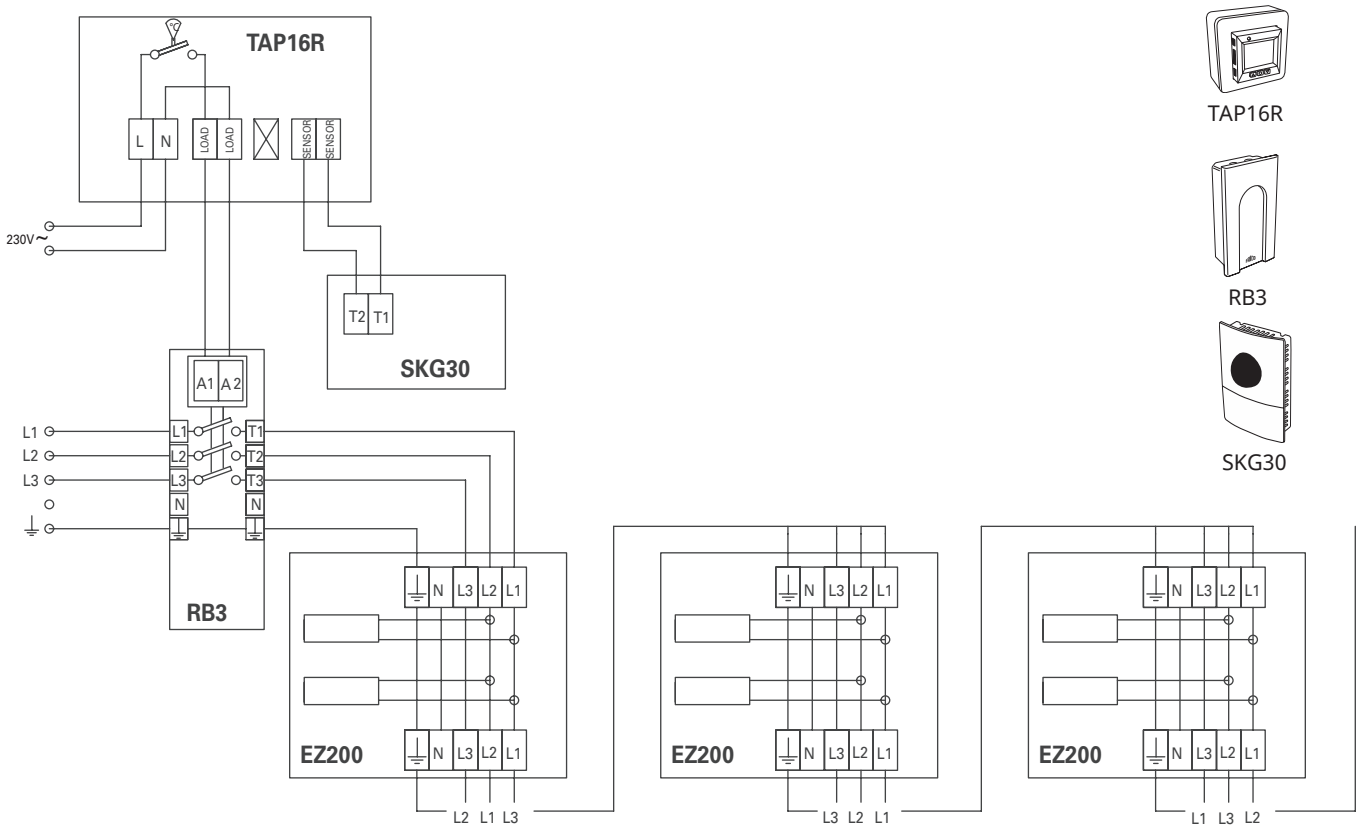 TAP16R
°C
L N LOAD LOAD SENSOR SENSOR
230V~
T2 T1
SKG30
A1 A2
L1 L1 T1
L2 L2 T2
L3 L3 T3
N N
RB3
N L3 L2 L1
EZ200
N L3 L2 L1
L2 L1 L3
N L3 L2 L1
EZ200
N L3 L2 L1
L3 L2 L1
N L3 L2 L1
EZ200
N L3 L2 L1
L1 L3 L2
TAP16R
RB3
SKG30